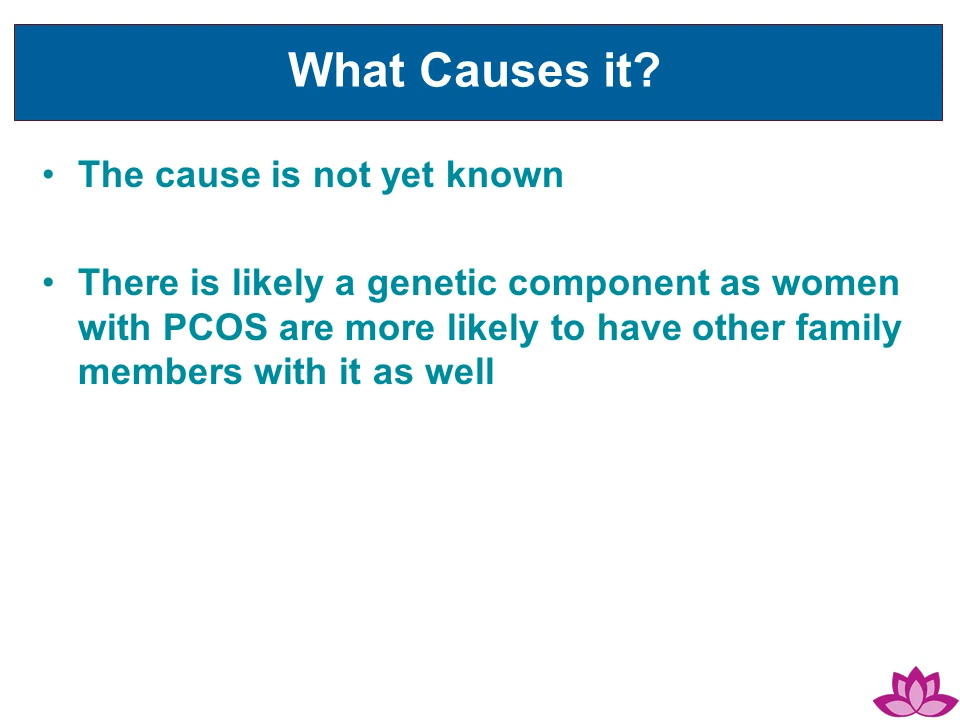 What Causes it?
• The cause is not yet known
• There is likely a genetic component as women
with PCOS are more likely to have other family
members with it as well